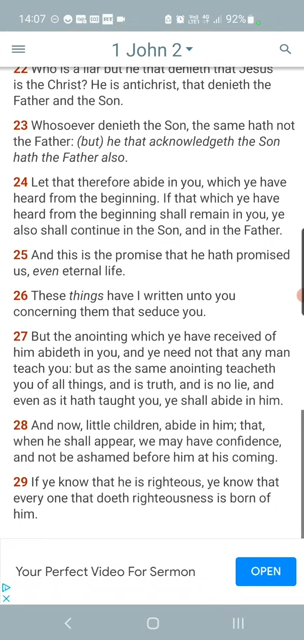 14:07
92%
1 John 2
22 Who is a liar but he that denieth that Jesus
is the Christ? He is antichrist, that denieth the
Father and the Son.
23 Whosoever denieth the Son, the same hath not
the Father: (but) he that acknowledgeth the Son
hath the Father also.
24 Let that therefore abide in you, which ye have
heard from the beginning. If that which ye have
heard from the beginning shall remain in you, ye
also shall continue in the Son, and in the Father.
25 And this is the promise that he hath promised
us, even eternal life.
26 These things have I written unto you
concerning them that seduce you.
27 But the anointing which ye have received of
him abideth in you, and ye need not that any man
teach you: but as the same anointing teacheth
you of all things, and is truth, and is no lie, and
even as it hath taught you, ye shall abide in him.
28 And now, little children, abide in him; that,
when he shall appear, we may have confidence,
and not be ashamed before him at his coming.
29 If ye know that he is righteous, ye know that
every one that doeth righteousness is born of
him.
Your Perfect Video For Sermon
OPEN